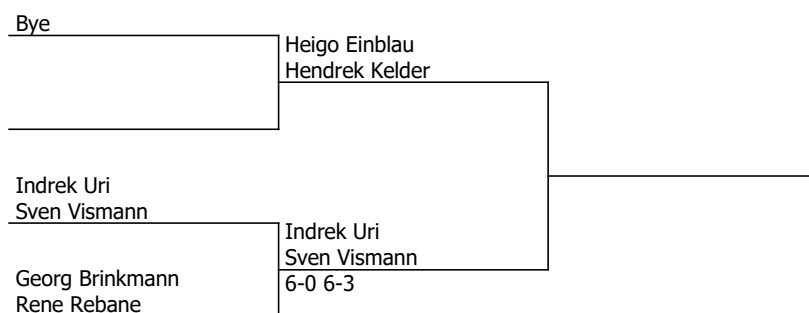 Bye
Heigo Einblau
Hendrek Kelder
Indrek Uri
Sven Vismann
Indrek Uri
Sven Vismann
6-0 6-3
Georg Brinkmann
Rene Rebane